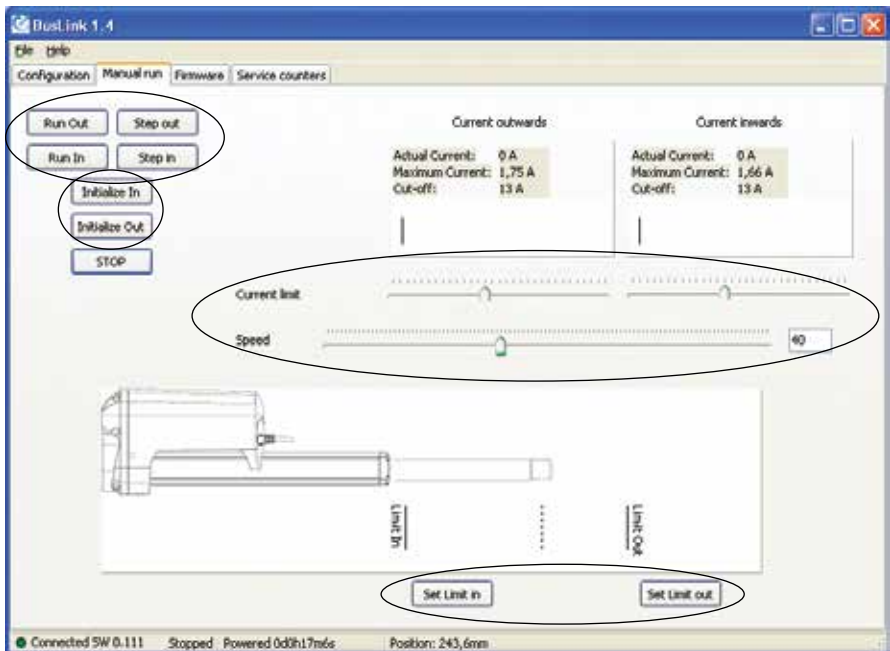 BusLink 1.4
File Help
Configuration Manual run Firmware Service counters
Run Out Step out
Run In Step in
Initialize In
Initialize Out
STOP
Current outwards Current inwards
Actual Current: 0 A Actual Current: 0 A
Maximum Current: 1,75 A Maximum Current: 1,66 A
Cut-off: 13 A Cut-off: 13 A
Current limit
Speed 40
Limit In Limit Out
Set Limit in Set Limit out
Connected SW 0.111 Stopped Powered 0d0h17m6s Position: 243,6mm